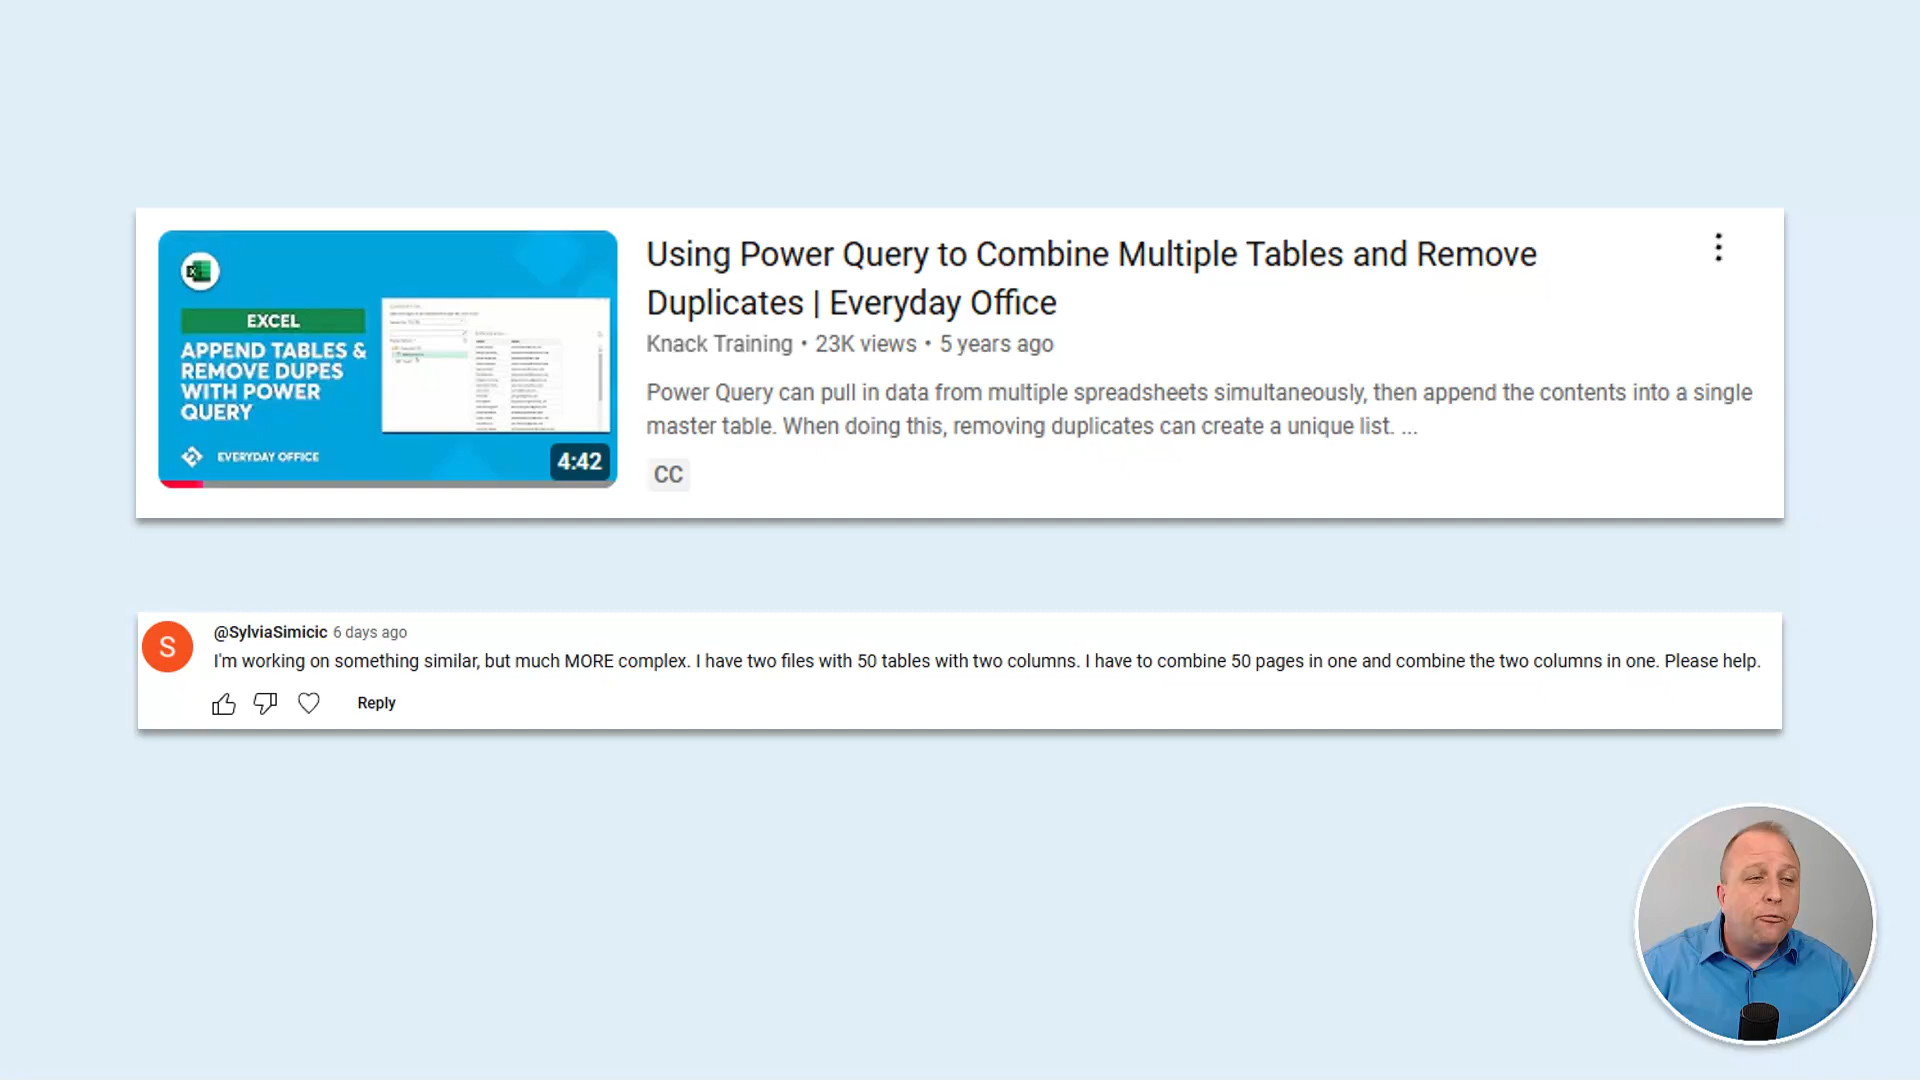 EXCEL
APPEND TABLES &
REMOVE DUPES
WITH POWER
QUERY
EVERYDAY OFFICE
4:42
Using Power Query to Combine Multiple Tables and Remove
Duplicates | Everyday Office
Knack Training • 23K views • 5 years ago
Power Query can pull in data from multiple spreadsheets simultaneously, then append the contents into a single
master table. When doing this, removing duplicates can create a unique list. ...
CC
S
@SylviaSimicic 6 days ago
I'm working on something similar, but much MORE complex. I have two files with 50 tables with two columns. I have to combine 50 pages in one and combine the two columns in one. Please help.
Reply